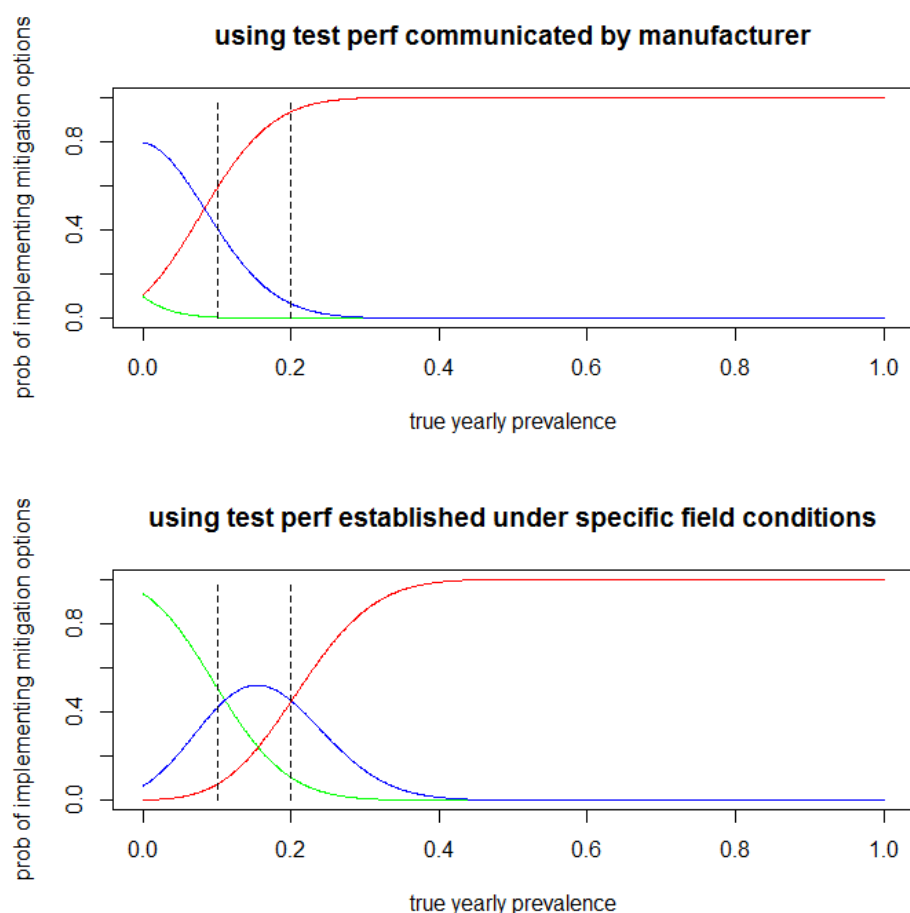 using test perf communicated by manufacturer
prob of implementing mitigation options
0.8
0.4
0.0
0.0 0.2 0.4 0.6 0.8 1.0
true yearly prevalence
using test perf established under specific field conditions
prob of implementing mitigation options
0.8
0.4
0.0
0.0 0.2 0.4 0.6 0.8 1.0
true yearly prevalence